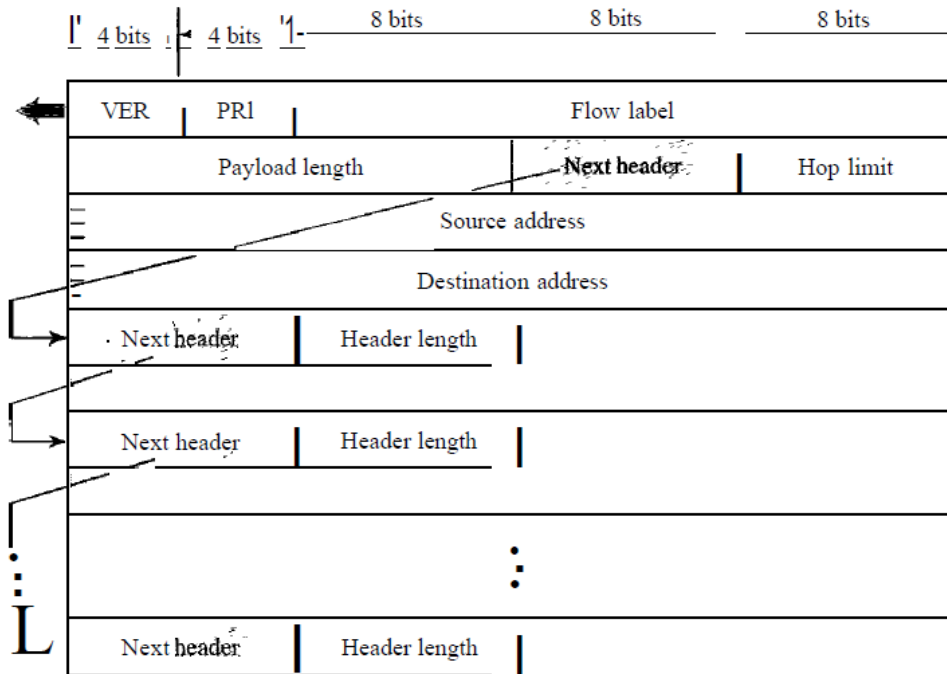 4 bits 4 bits 8 bits 8 bits 8 bits
VER PR1 Flow label
Payload length Next header Hop limit
Source address
Destination address
Next header Header length
Next header Header length
Next header Header length